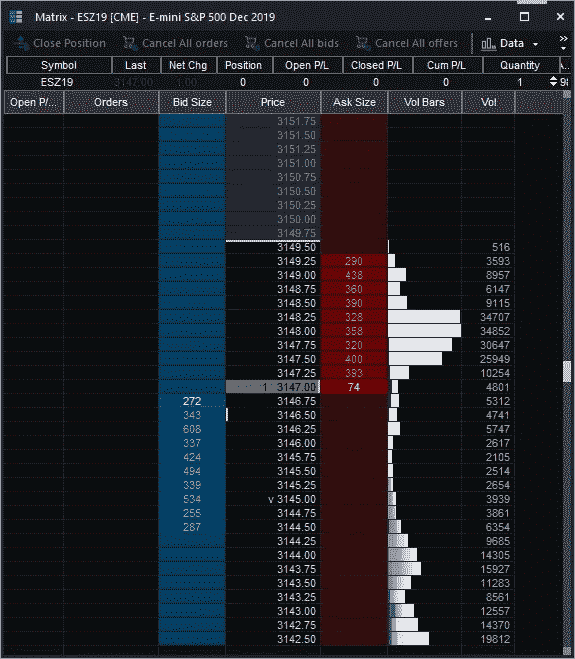 Matrix - ESZ19 [CME] - E-mini S&P 500 Dec 2019
Close Position Cancel All orders Cancel All bids Cancel All offers Data
Symbol Last Net Chg Position Open P/L Closed P/L Cum P/L Quantity A...
ESZ19 3147.00 1.00 0 0 0 0 1
Open P/... Orders Bid Size Price Ask Size Vol Bars Vol
3151.75
3151.50
3151.25
3151.00
3150.75
3150.50
3150.25
3150.00
3149.75
3149.50 516
3149.25 290 3593
3149.00 438 8957
3148.75 360 6147
3148.50 390 9115
3148.25 328 34707
3148.00 358 34852
3147.75 320 30647
3147.50 400 25949
3147.25 393 10254
1 3147.00 74 4801
272 3146.75 5312
343 3146.50 4741
608 3146.25 5747
337 3146.00 2617
424 3145.75 2105
494 3145.50 2514
339 3145.25 2654
534 v 3145.00 3939
255 3144.75 3861
287 3144.50 6354
3144.25 9685
3144.00 14305
3143.75 15927
3143.50 11283
3143.25 8561
3143.00 12557
3142.75 14370
3142.50 19812